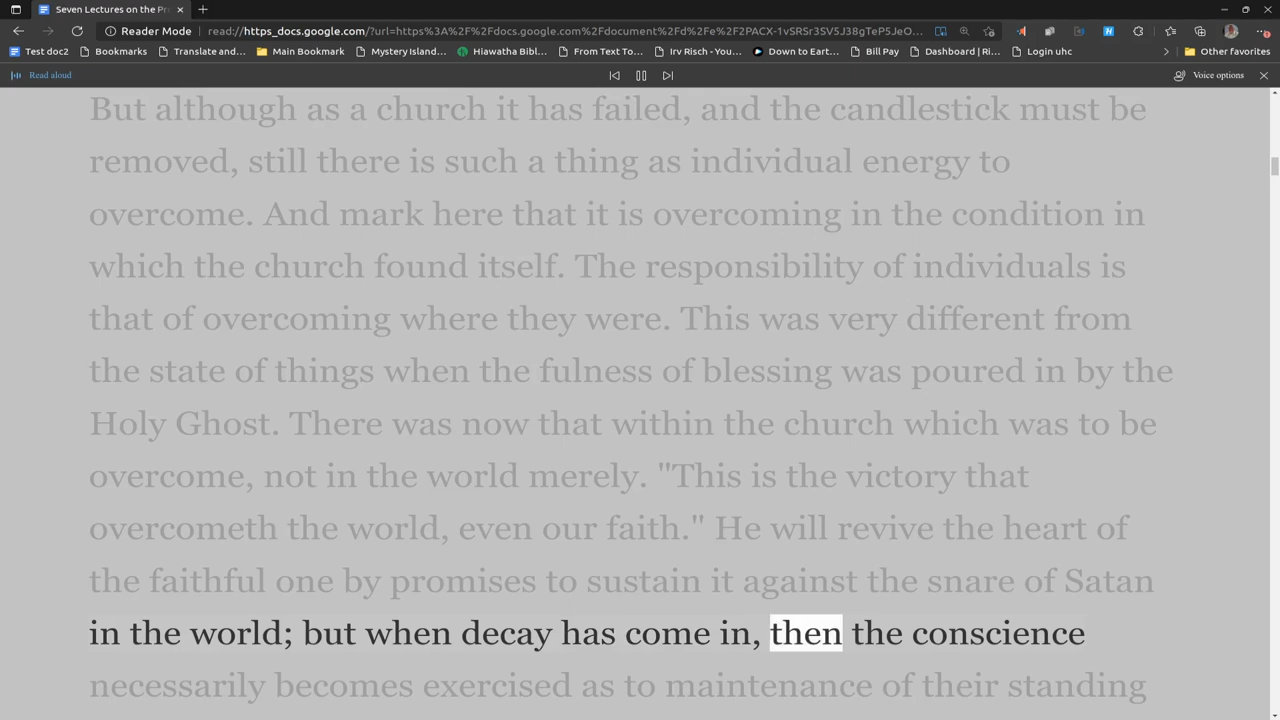 Seven Lectures on the Pro
Reader Mode read://https_docs.google.com/?url=https%3A%2F%2Fdocs.google.com%2Fdocument%2Fd%2Fe%2F2PACX-1vSRSr3SV5J38gTeP5JeO...
Test doc2 Bookmarks Translate and... Main Bookmark Mystery Island... Hiawatha Bibl... From Text To... Irv Risch - You... Down to Eart... Bill Pay Dashboard | Ri... Login uhc Other favorites
Read aloud Voice options
But although as a church it has failed, and the candlestick must be
removed, still there is such a thing as individual energy to
overcome. And mark here that it is overcoming in the condition in
which the church found itself. The responsibility of individuals is
that of overcoming where they were. This was very different from
the state of things when the fulness of blessing was poured in by the
Holy Ghost. There was now that within the church which was to be
overcome, not in the world merely. "This is the victory that
overcometh the world, even our faith." He will revive the heart of
the faithful one by promises to sustain it against the snare of Satan
in the world; but when decay has come in, then the conscience
necessarily becomes exercised as to maintenance of their standing